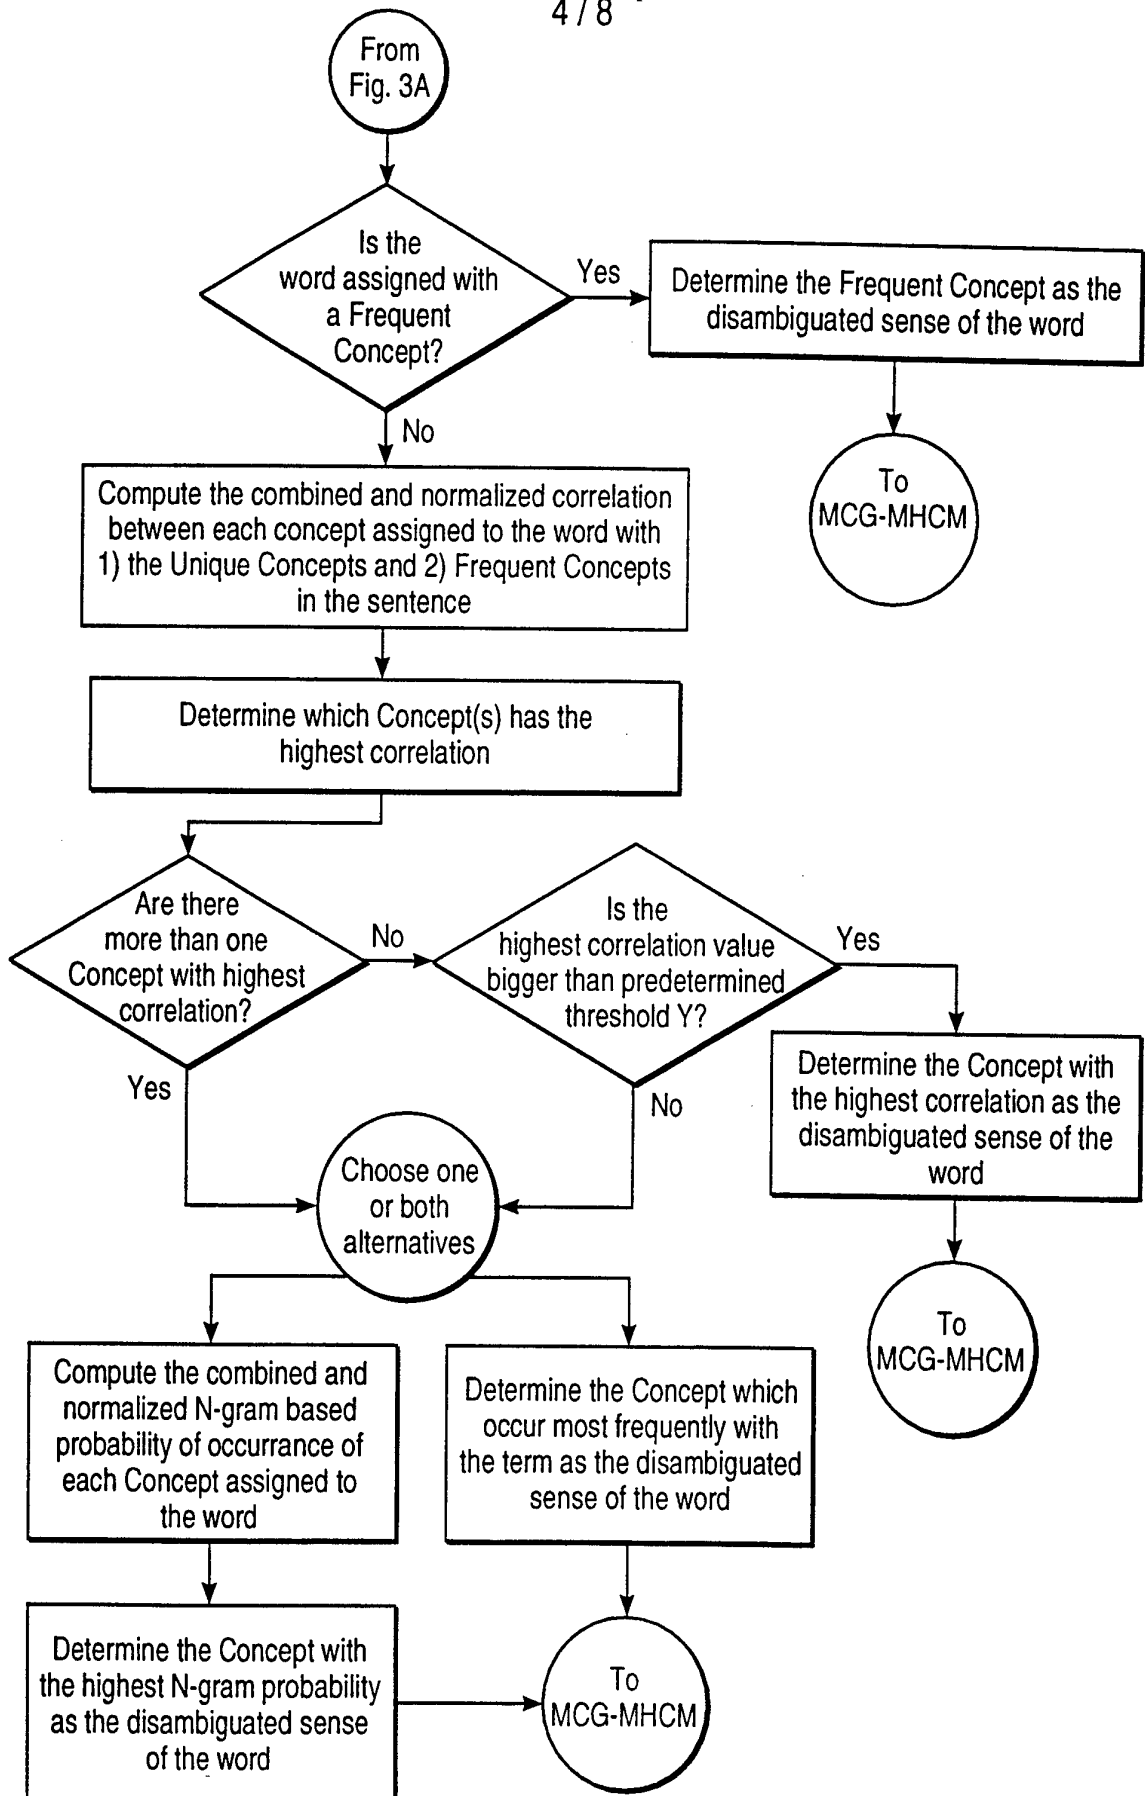 4 / 8
From
Fig. 3A
Is the
word assigned with
a Frequent
Concept?
Yes
Determine the Frequent Concept as the
disambiguated sense of the word
No
To
MCG-MHCM
Compute the combined and normalized correlation
between each concept assigned to the word with
1) the Unique Concepts and 2) Frequent Concepts
in the sentence
Determine which Concept(s) has the
highest correlation
Are there
more than one
Concept with highest
correlation?
No
Is the
highest correlation value
bigger than predetermined
threshold Y?
Yes
Yes
No
Determine the Concept with
the highest correlation as the
disambiguated sense of the
word
Choose one
or both
alternatives
To
MCG-MHCM
Compute the combined and
normalized N-gram based
probability of occurrance of
each Concept assigned to
the word
Determine the Concept which
occur most frequently with
the term as the disambiguated
sense of the word
Determine the Concept with
the highest N-gram probability
as the disambiguated sense
of the word
To
MCG-MHCM